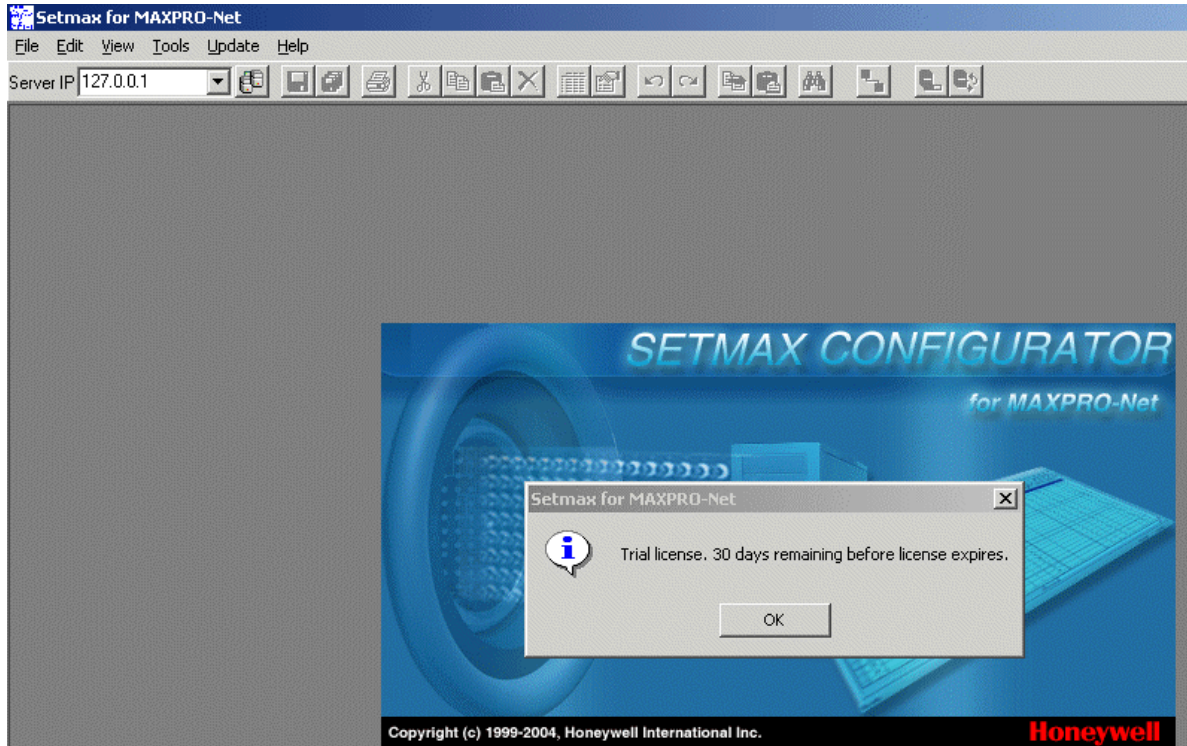 Setmax for MAXPRO-Net
File Edit View Tools Update Help
Server IP 127.0.0.1
SETMAX CONFIGURATOR
for MAXPRO-Net
Setmax for MAXPRO-Net
Trial license. 30 days remaining before license expires.
OK
Copyright (c) 1999-2004, Honeywell International Inc.
Honeywell